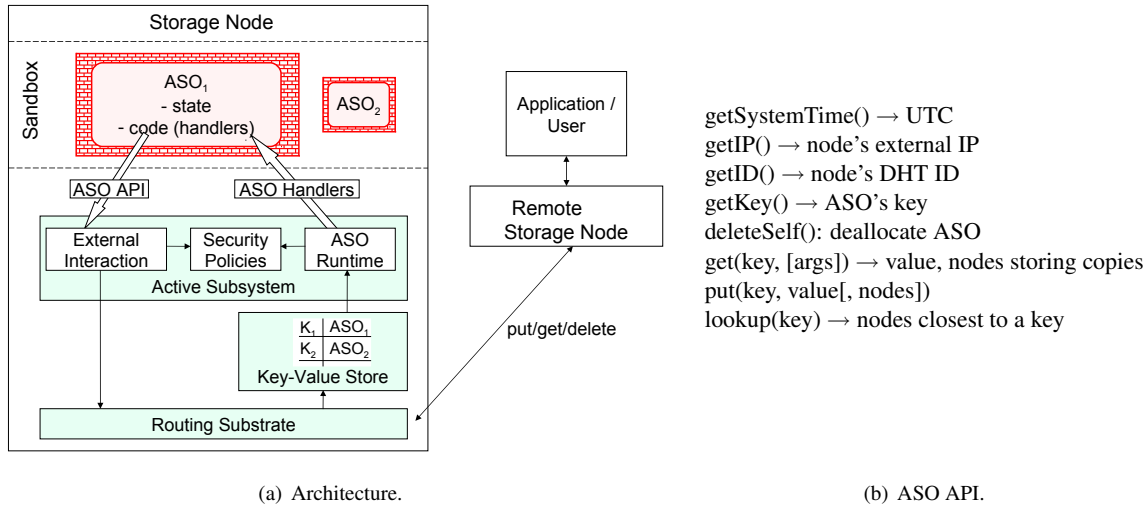 Storage Node
Sandbox
ASO1
- state
- code (handlers)
ASO2
ASO API
ASO Handlers
External
Interaction
Security
Policies
ASO
Runtime
Active Subsystem
K1 ASO1
K2 ASO2
Key-Value Store
Routing Substrate
Application /
User
Remote
Storage Node
put/get/delete
(a) Architecture.
getSystemTime() → UTC
getIP() → node's external IP
getID() → node's DHT ID
getKey() → ASO's key
deleteSelf(): deallocate ASO
get(key, [args]) → value, nodes storing copies
put(key, value[, nodes])
lookup(key) → nodes closest to a key
(b) ASO API.